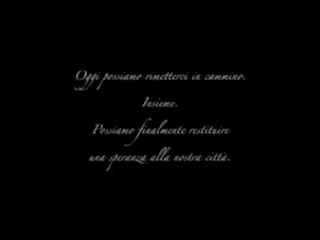 Oggi possiamo rimetterci in cammino.
Insieme.
Possiamo finalmente restituire
una speranza alla nostra città.